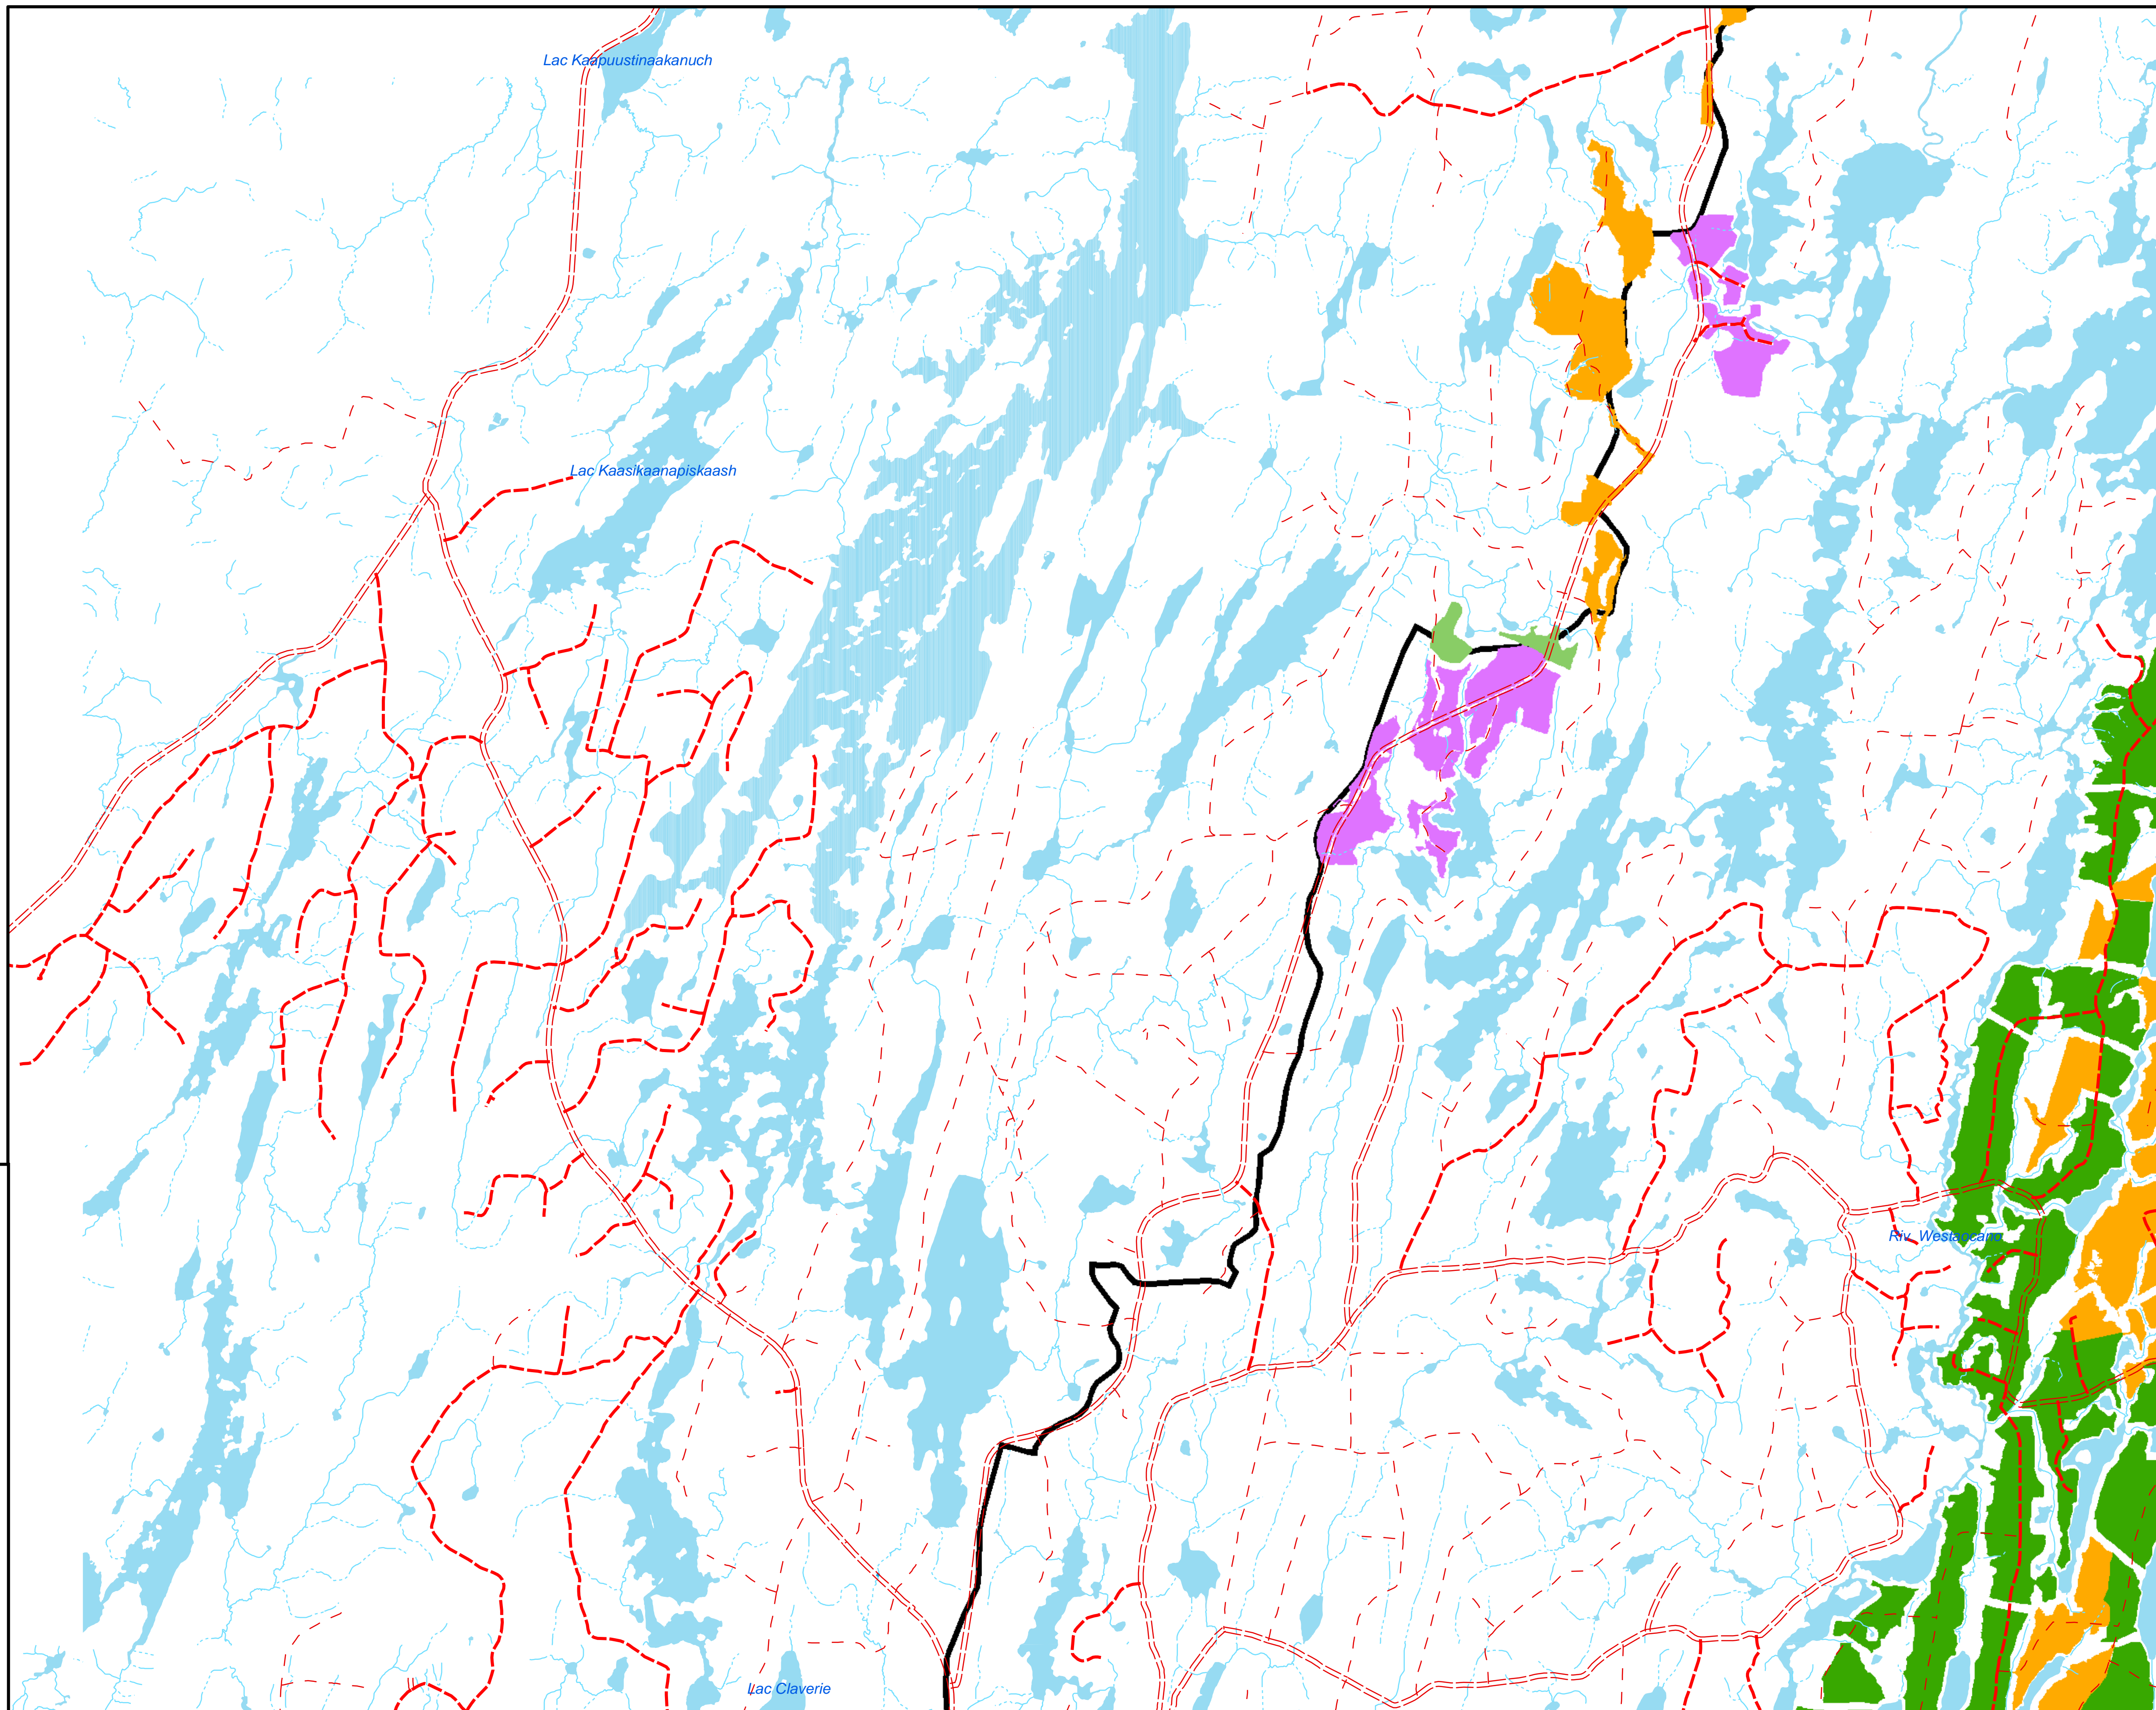 Lac Kaapuustinaakanuch
Lac Kaasikaanapiskaash
Riv. Westaocano
Lac Claverie